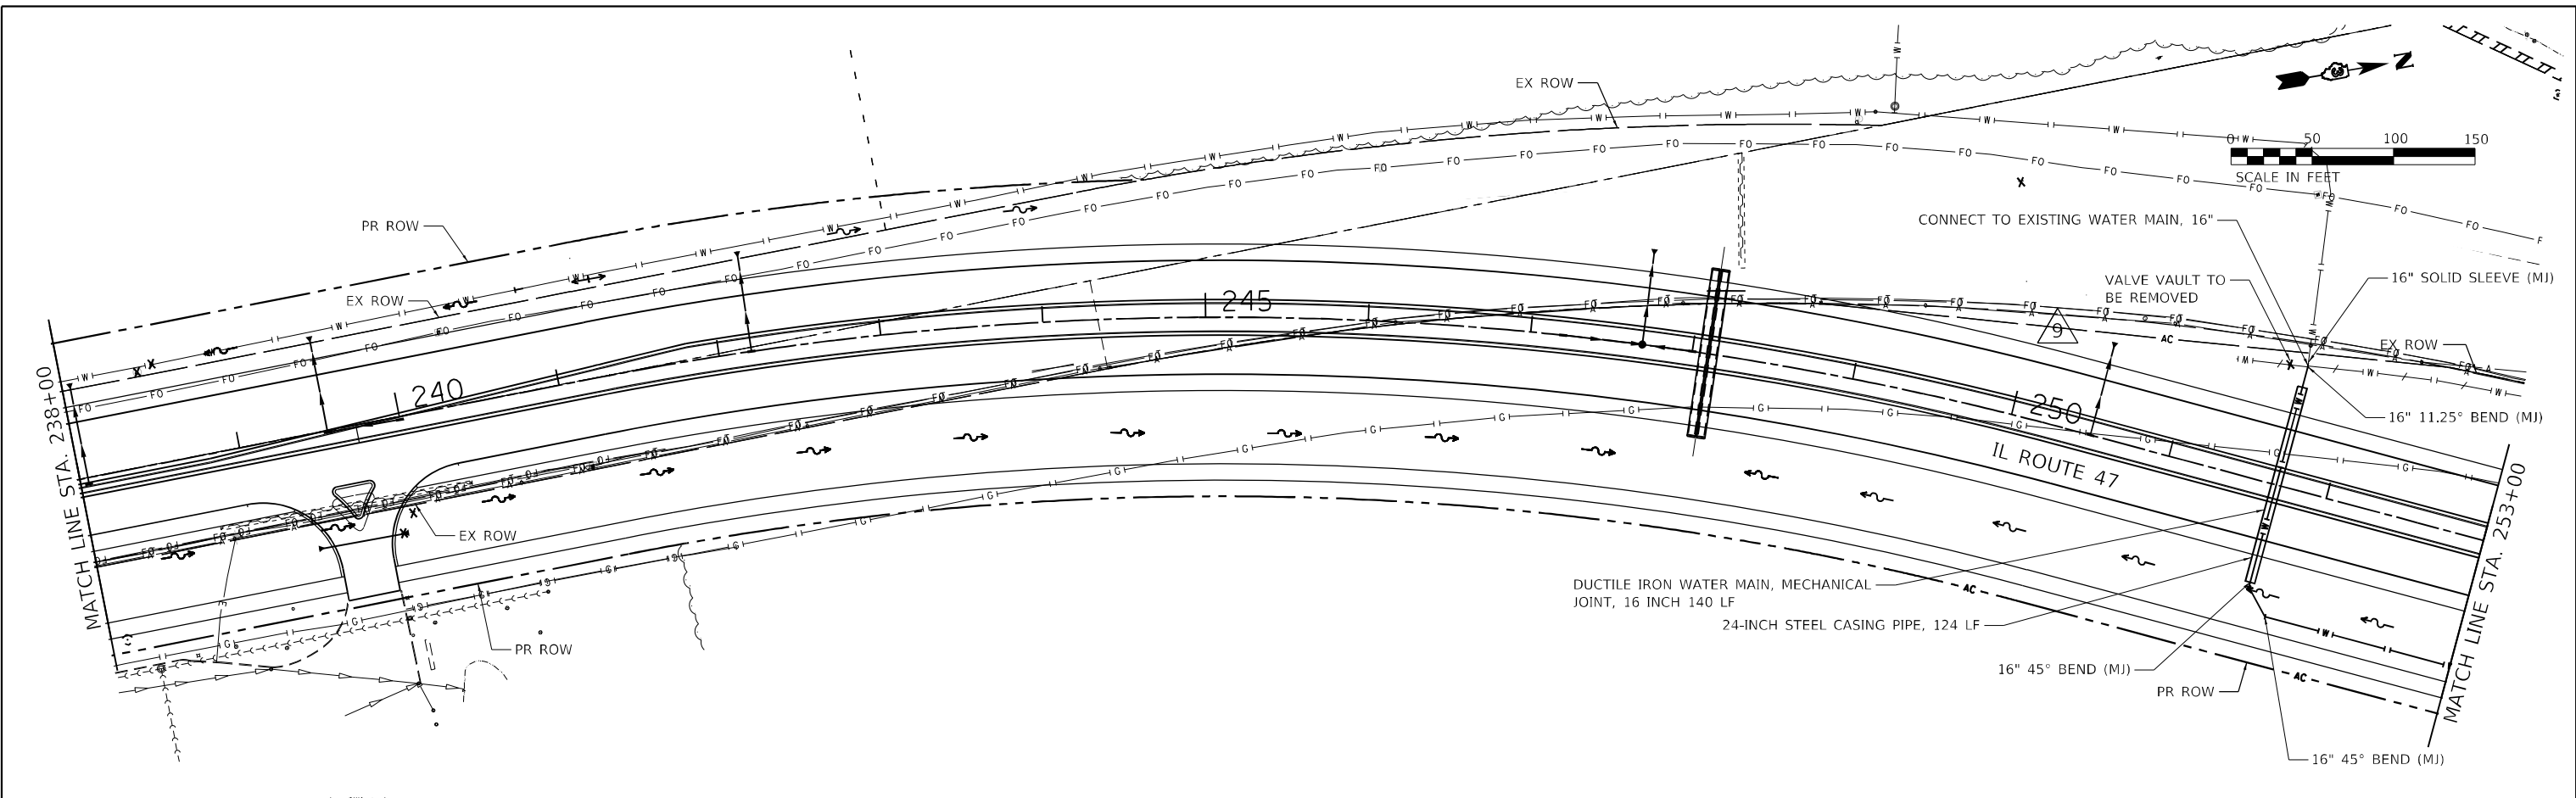 EX ROW
N
0 50 100 150
SCALE IN FEET
PR ROW
CONNECT TO EXISTING WATER MAIN, 16"
EX ROW
VALVE VAULT TO
BE REMOVED
16" SOLID SLEEVE (MJ)
245
9
AC
EX ROW
240
250
16" 11.25° BEND (MJ)
MATCH LINE STA. 238+00
IL ROUTE 47
EX ROW
MATCH LINE STA. 253+00
DUCTILE IRON WATER MAIN, MECHANICAL
JOINT, 16 INCH 140 LF
AC
24-INCH STEEL CASING PIPE, 124 LF
PR ROW
16" 45° BEND (MJ)
PR ROW
AC
16" 45° BEND (MJ)